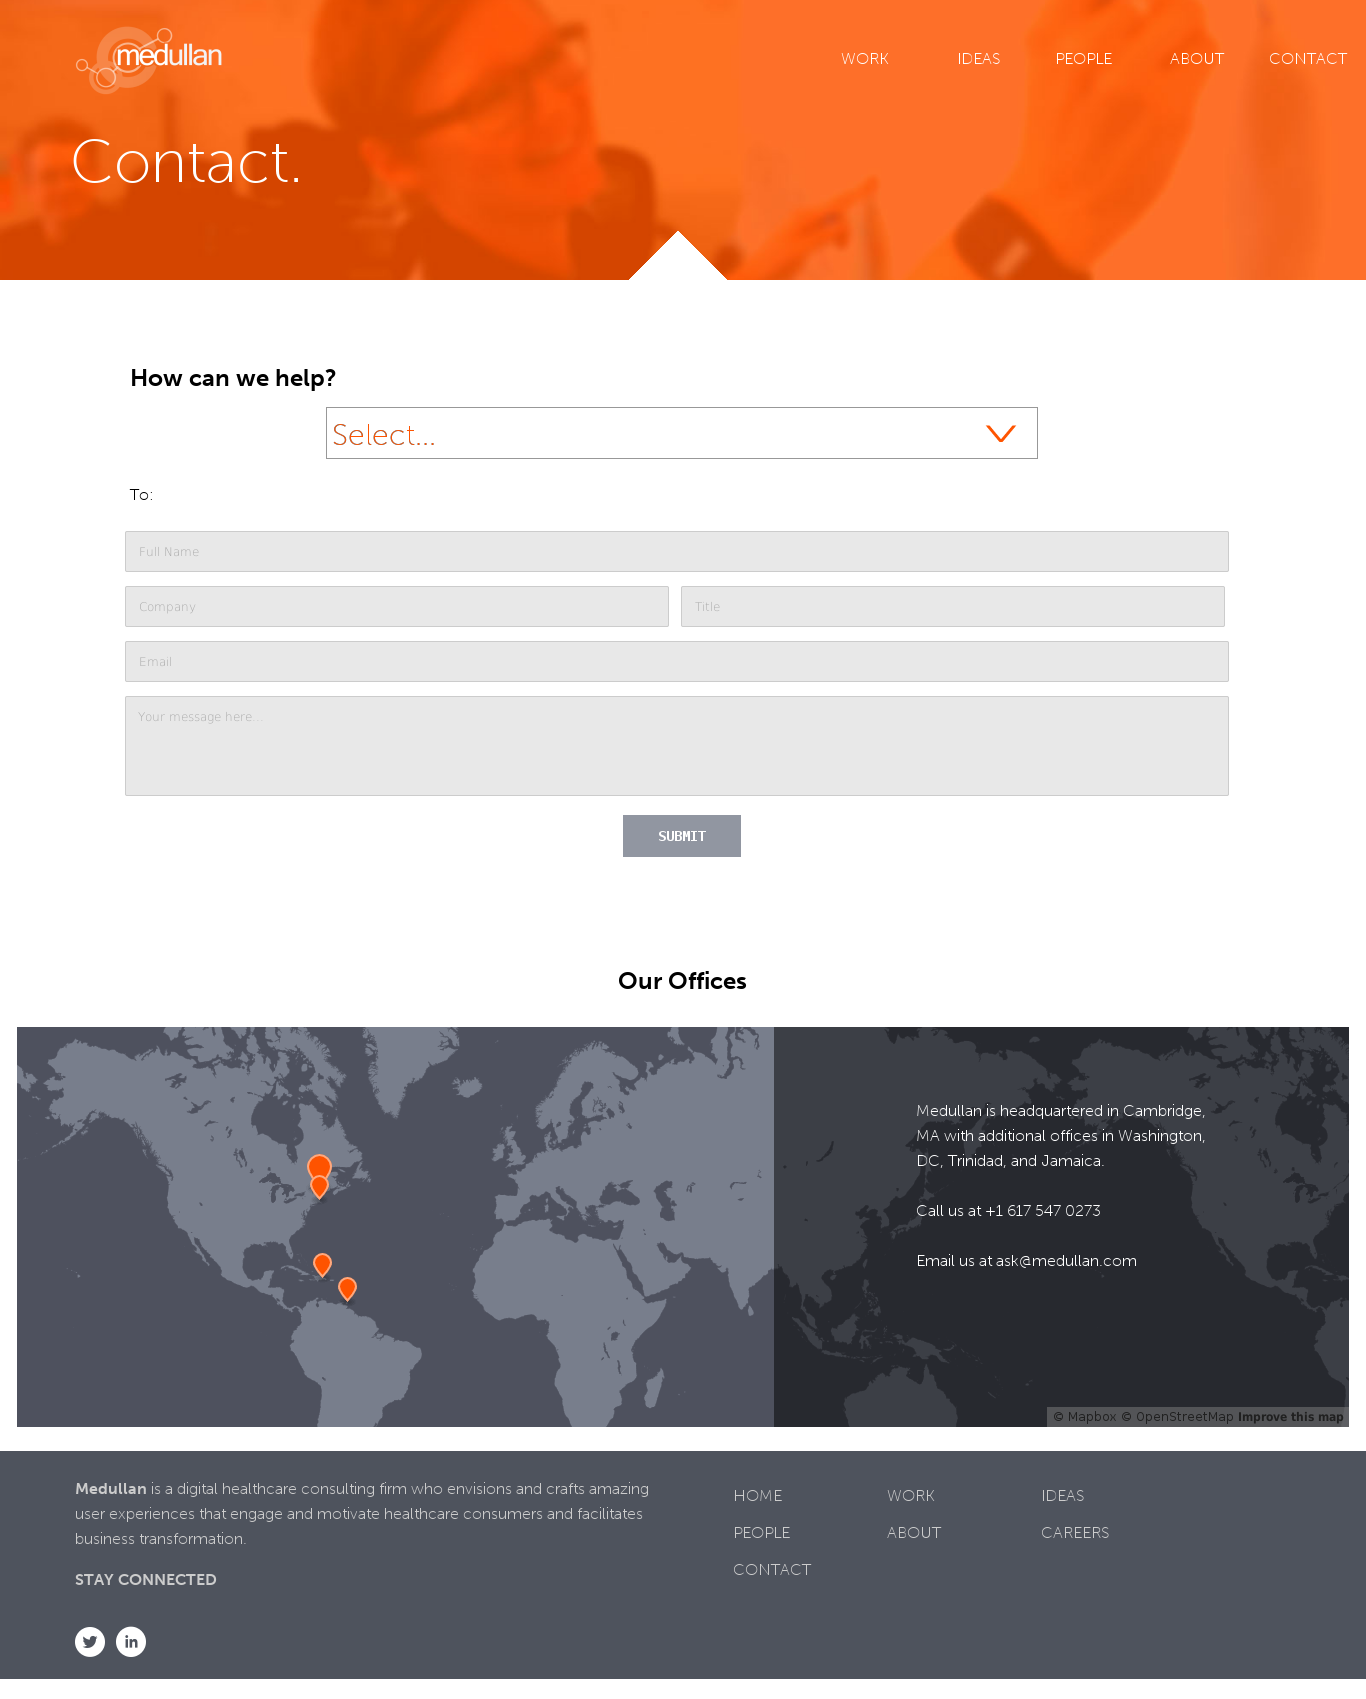 medullan
WORK IDEAS PEOPLE ABOUT CONTACT
Contact.
How can we help?
Select...
To:
Full Name
Company Title
Email
Your message here...
SUBMIT
Our Offices
Medullan is headquartered in Cambridge,
MA with additional offices in Washington,
DC, Trinidad, and Jamaica.
Call us at +1 617 547 0273
Email us at ask@medullan.com
© Mapbox © OpenStreetMap Improve this map
Medullan is a digital healthcare consulting firm who envisions and crafts amazing
user experiences that engage and motivate healthcare consumers and facilitates
business transformation.
STAY CONNECTED
in
HOME WORK IDEAS
PEOPLE ABOUT CAREERS
CONTACT